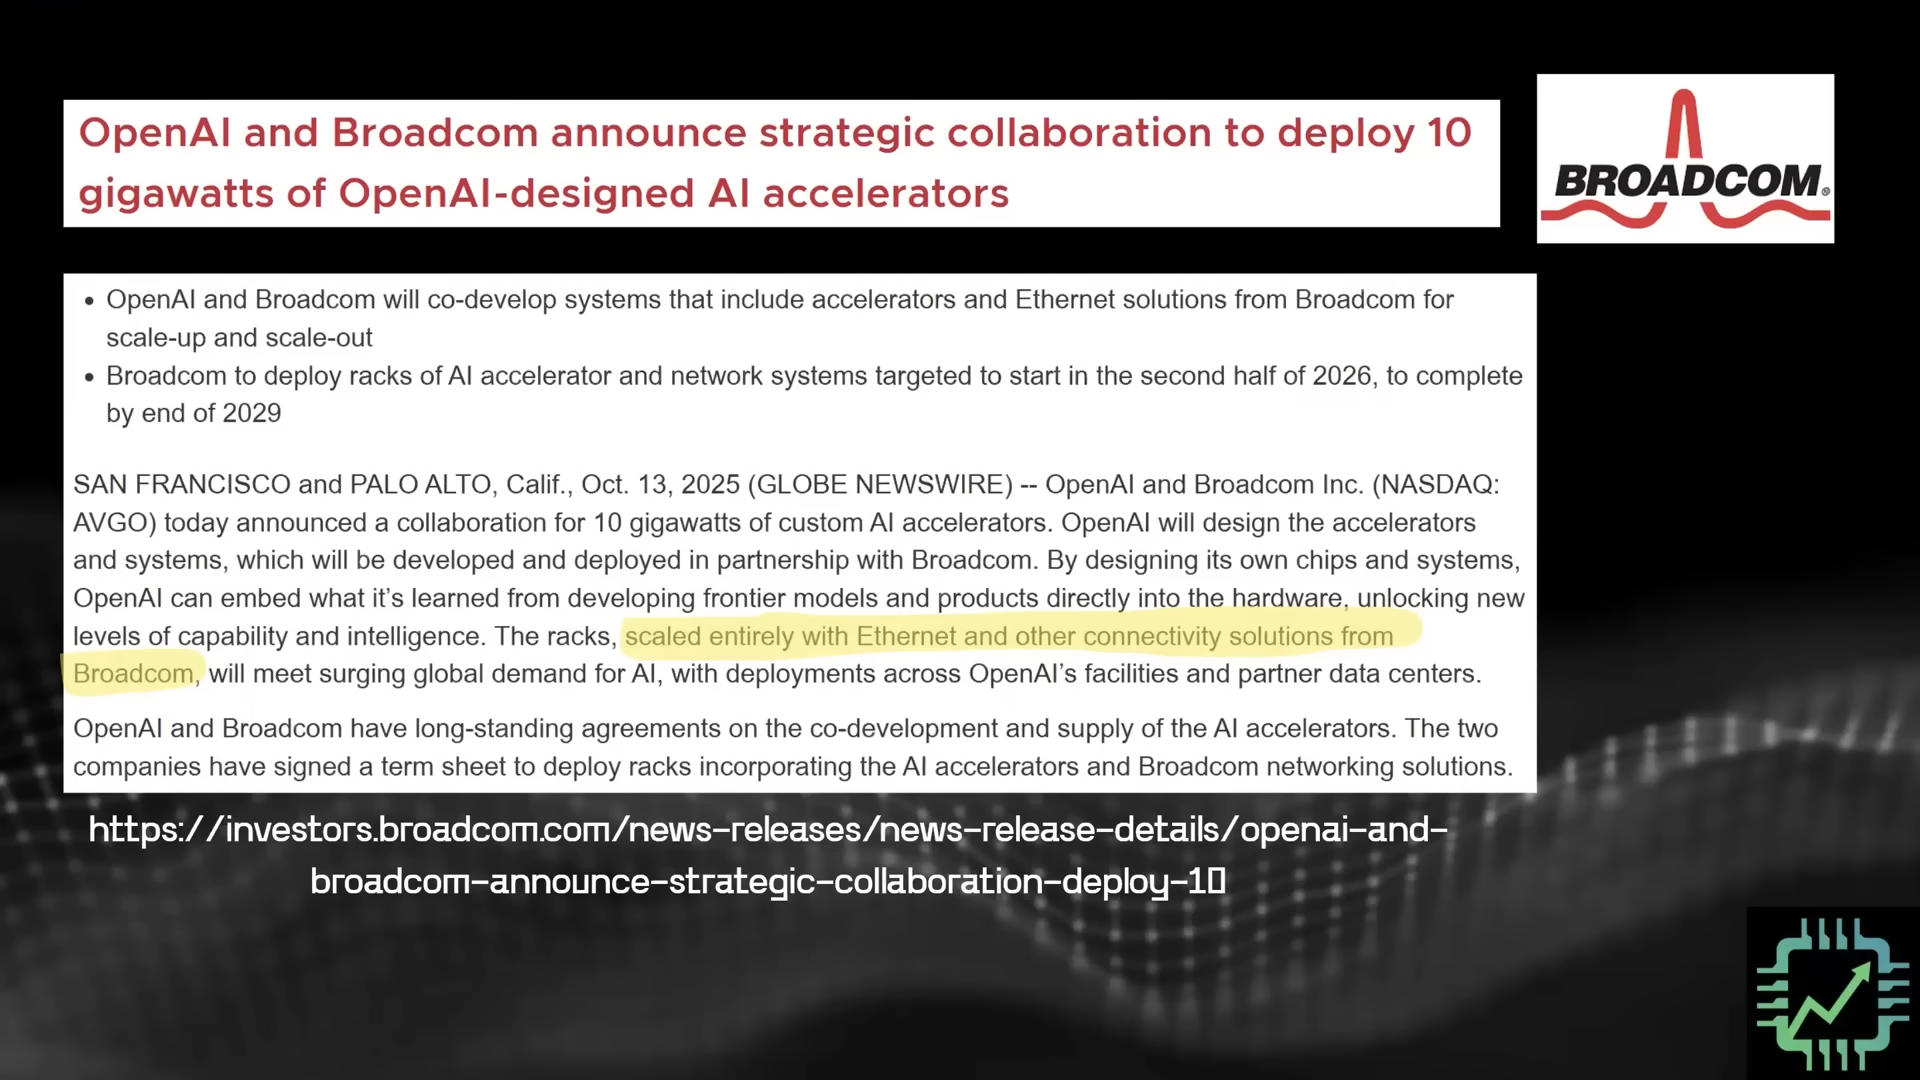 OpenAI and Broadcom announce strategic collaboration to deploy 10
gigawatts of OpenAI-designed AI accelerators
BROADCOM®
• OpenAI and Broadcom will co-develop systems that include accelerators and Ethernet solutions from Broadcom for
scale-up and scale-out
• Broadcom to deploy racks of AI accelerator and network systems targeted to start in the second half of 2026, to complete
by end of 2029
SAN FRANCISCO and PALO ALTO, Calif., Oct. 13, 2025 (GLOBE NEWSWIRE) -- OpenAI and Broadcom Inc. (NASDAQ:
AVGO) today announced a collaboration for 10 gigawatts of custom AI accelerators. OpenAI will design the accelerators
and systems, which will be developed and deployed in partnership with Broadcom. By designing its own chips and systems,
OpenAI can embed what it’s learned from developing frontier models and products directly into the hardware, unlocking new
levels of capability and intelligence. The racks, scaled entirely with Ethernet and other connectivity solutions from
Broadcom, will meet surging global demand for AI, with deployments across OpenAI’s facilities and partner data centers.
OpenAI and Broadcom have long-standing agreements on the co-development and supply of the AI accelerators. The two
companies have signed a term sheet to deploy racks incorporating the AI accelerators and Broadcom networking solutions.
https://investors.broadcom.com/news-releases/news-release-details/openai-and-
broadcom-announce-strategic-collaboration-deploy-10